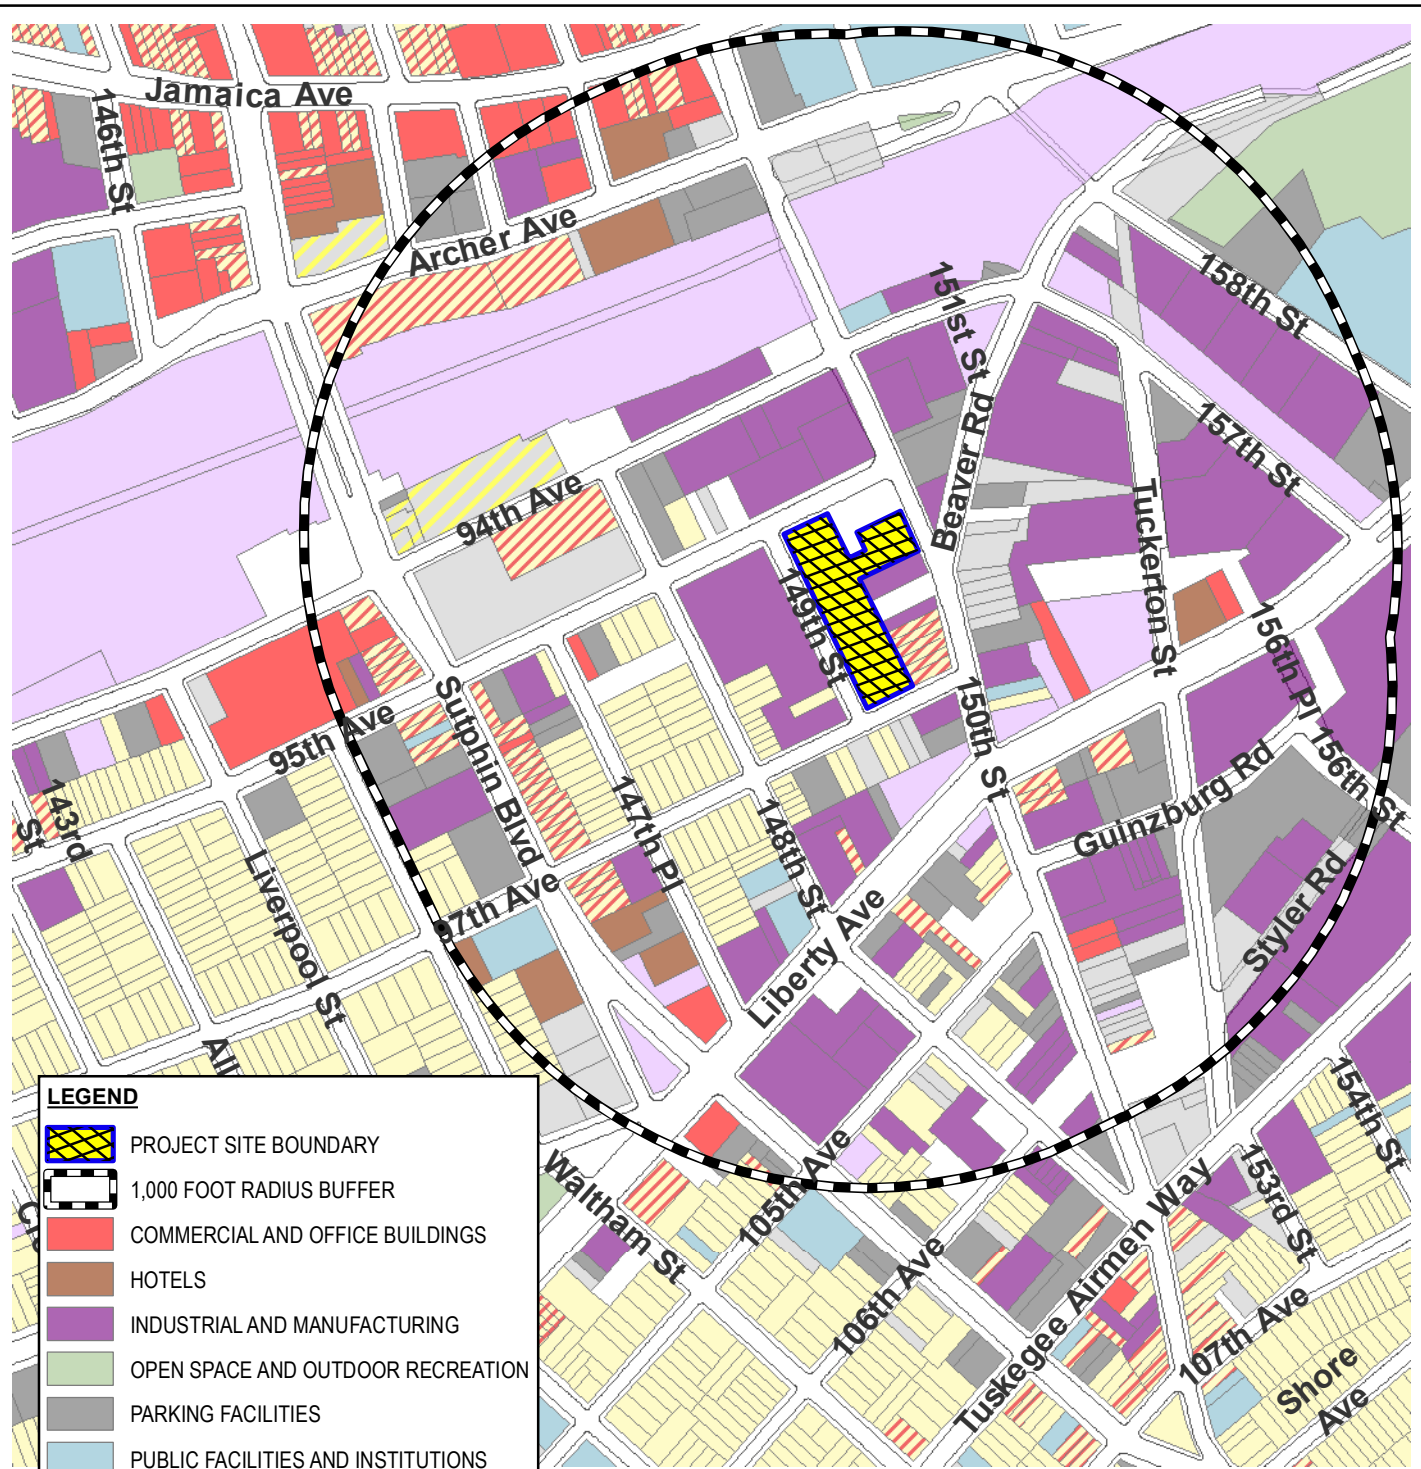 Jamaica Ave
146th St
Archer Ave
151st St
158th St
Beaver Rd
157th St
94th Ave
Tuckerton St
149th St
156th Pl
150th St
Sutphin Blvd
95th Ave
156th St
143rd
St
147th Pl
148th St
Guinzburg Rd
Liverpool St
97th Ave
Liberty Ave
Styler Rd
All
154th St
Waltham St
105th Ave
153rd St
106th Ave
Tuskegee Airmen Way
107th Ave
Shore
Ave
LEGEND
PROJECT SITE BOUNDARY
1,000 FOOT RADIUS BUFFER
COMMERCIAL AND OFFICE BUILDINGS
HOTELS
INDUSTRIAL AND MANUFACTURING
OPEN SPACE AND OUTDOOR RECREATION
PARKING FACILITIES
PUBLIC FACILITIES AND INSTITUTIONS